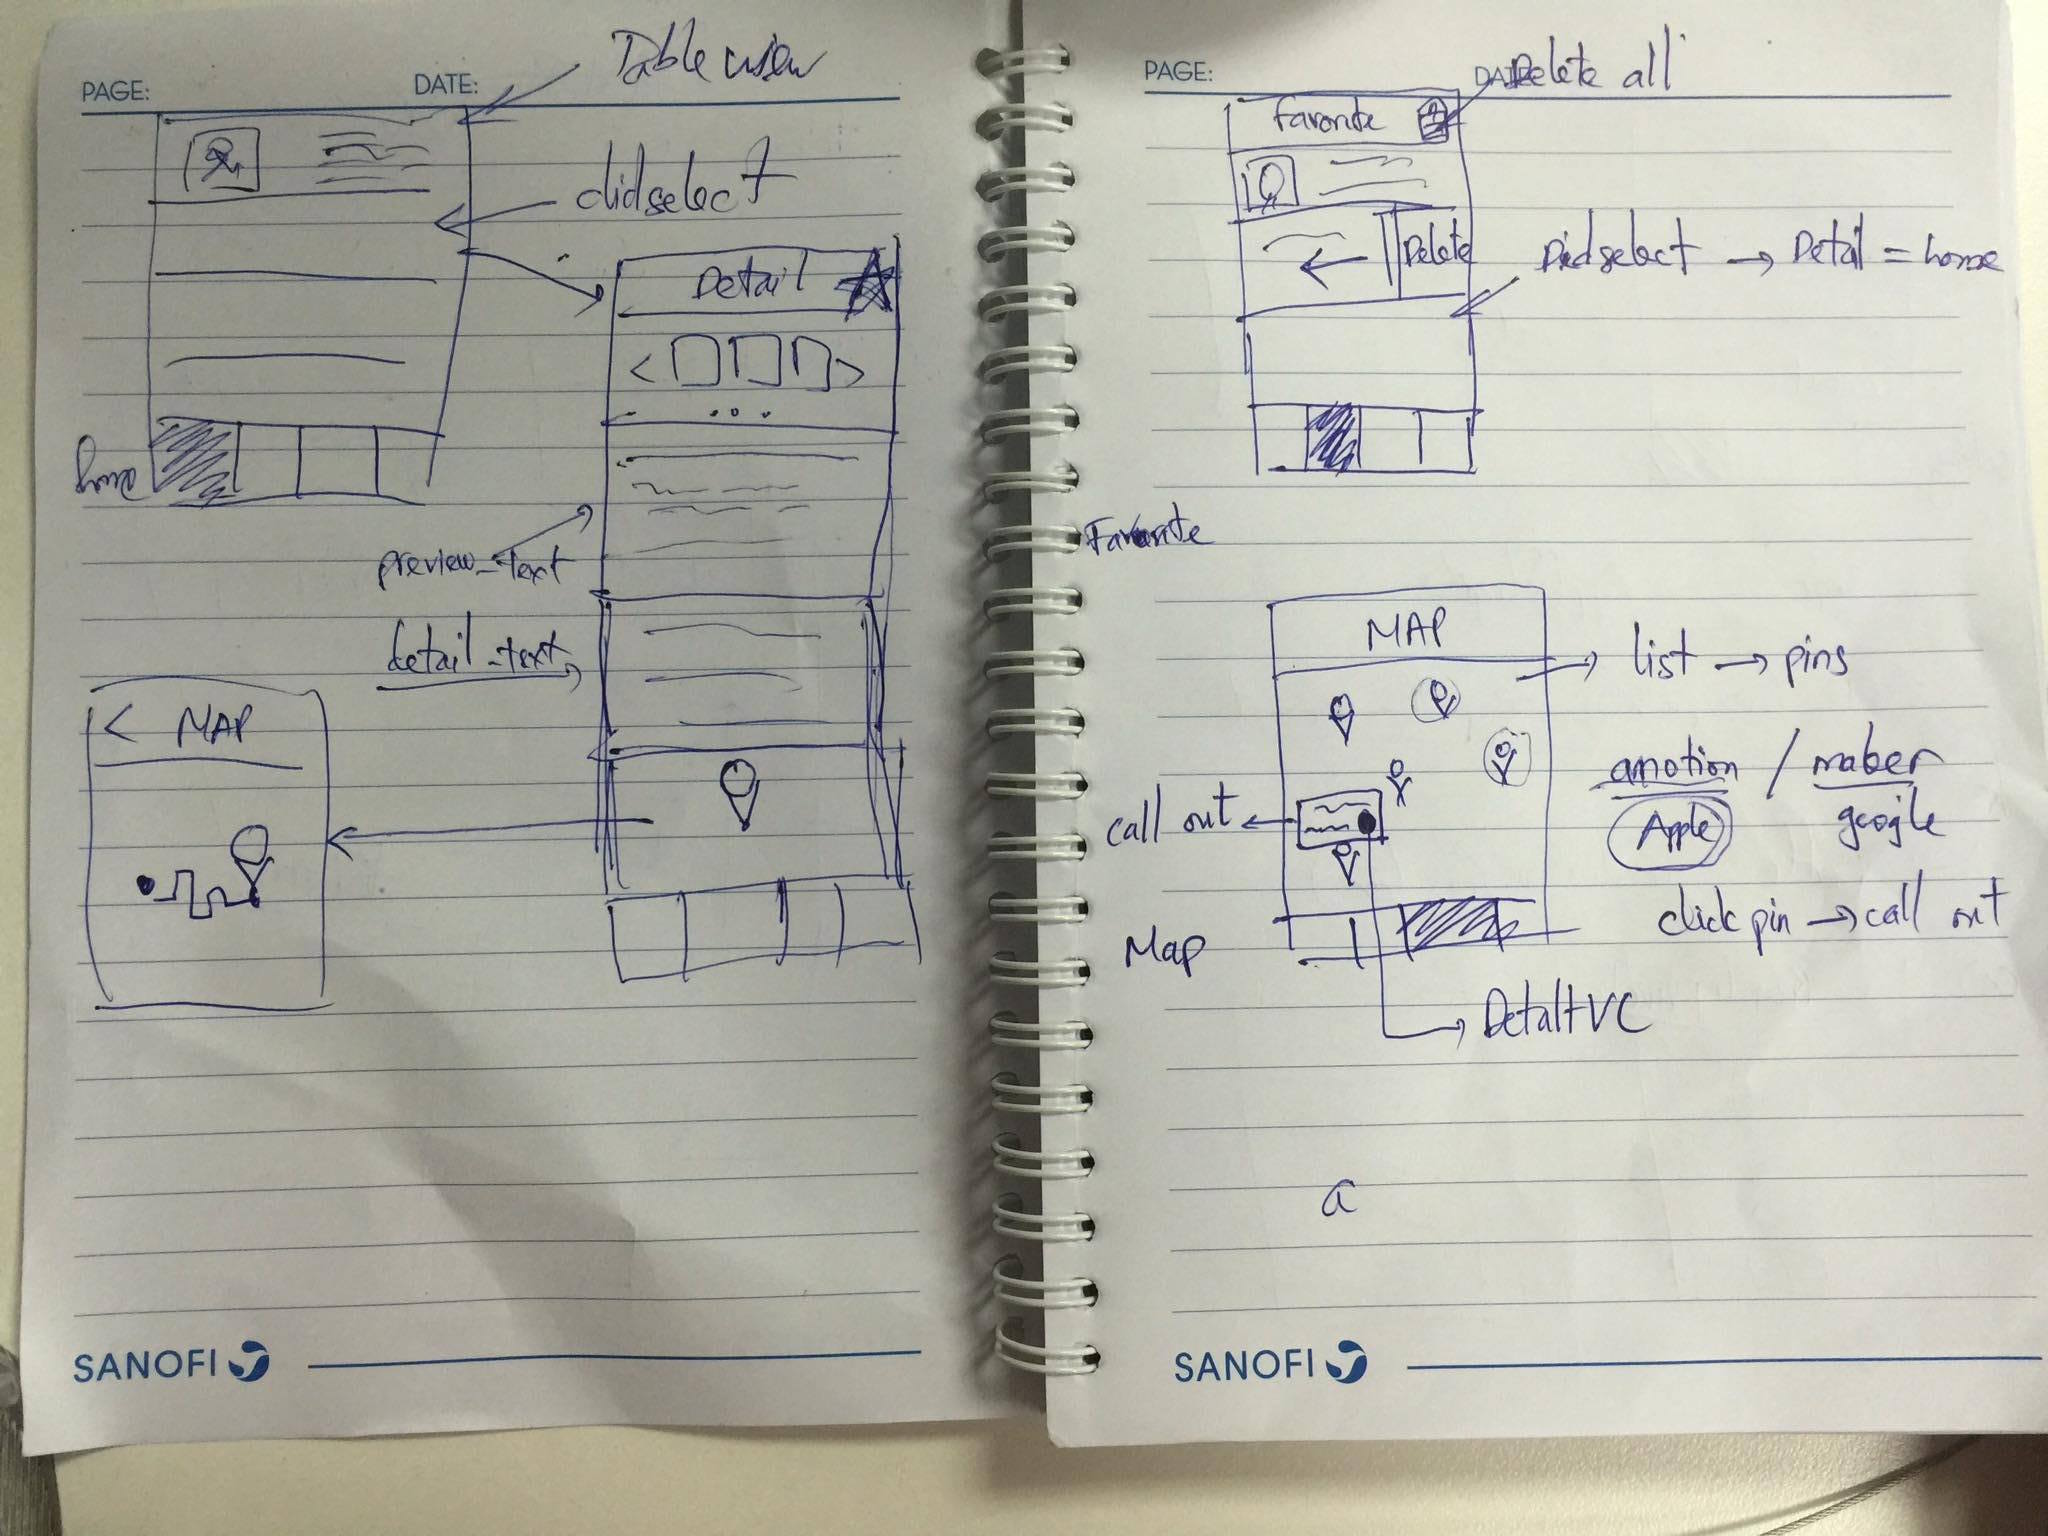 PAGE:
DATE:
Table view
didselect
Detail
home
preview_text
detail_text
< MAP
SANOFI
PAGE:
DATE:
Delete all
Favorite
Delete
Didselect → Detail = home
Favorite
MAP
list → pins
anotion / maker
Apple
google
call out
click pin → call out
Map
DetailtVC
a
SANOFI